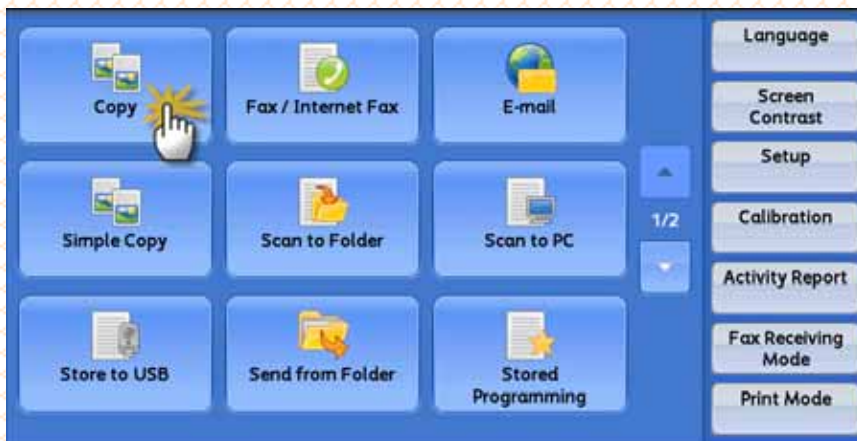 Copy
Fax / Internet Fax
E-mail
Simple Copy
Scan to Folder
Scan to PC
Store to USB
Send from Folder
Stored
Programming
1/2
Language
Screen
Contrast
Setup
Calibration
Activity Report
Fax Receiving
Mode
Print Mode